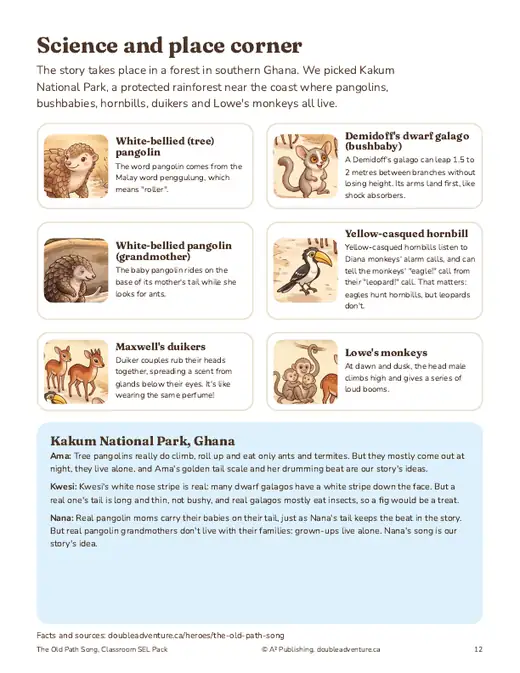 Science and place corner
The story takes place in a forest in southern Ghana. We picked Kakum
National Park, a protected rainforest near the coast where pangolins,
bushbabies, hornbills, duikers and Lowe's monkeys all live.
White-bellied (tree)
pangolin
The word pangolin comes from the
Malay word penggulung, which
means "roller".
Demidoff's dwarf galago
(bushbaby)
A Demidoff's galago can leap 1.5 to
2 metres between branches without
losing height. Its arms land first, like
shock absorbers.
White-bellied pangolin
(grandmother)
The baby pangolin rides on the
base of its mother's tail while she
looks for ants.
Yellow-casqued hornbill
Yellow-casqued hornbills listen to
Diana monkeys' alarm calls, and can
tell the monkeys' "eagle!" call from
their "leopard!" call. That matters:
eagles hunt hornbills, but leopards
don't.
Maxwell's duikers
Duiker couples rub their heads
together, spreading a scent from
glands below their eyes. It's like
wearing the same perfume!
Lowe's monkeys
At dawn and dusk, the head male
climbs high and gives a series of
loud booms.
Kakum National Park, Ghana
Ama: Tree pangolins really do climb, roll up and eat only ants and termites. But they mostly come out at
night, they live alone, and Ama's golden tail scale and her drumming beat are our story's ideas.
Kwesi: Kwesi's white nose stripe is real: many dwarf galagos have a white stripe down the face. But a
real one's tail is long and thin, not bushy, and real galagos mostly eat insects, so a fig would be a treat.
Nana: Real pangolin moms carry their babies on their tail, just as Nana's tail keeps the beat in the story.
But real pangolin grandmothers don't live with their families: grown-ups live alone. Nana's song is our
story's idea.
Facts and sources: doubleadventure.ca/heroes/the-old-path-song
The Old Path Song, Classroom SEL Pack
© A² Publishing, doubleadventure.ca
12